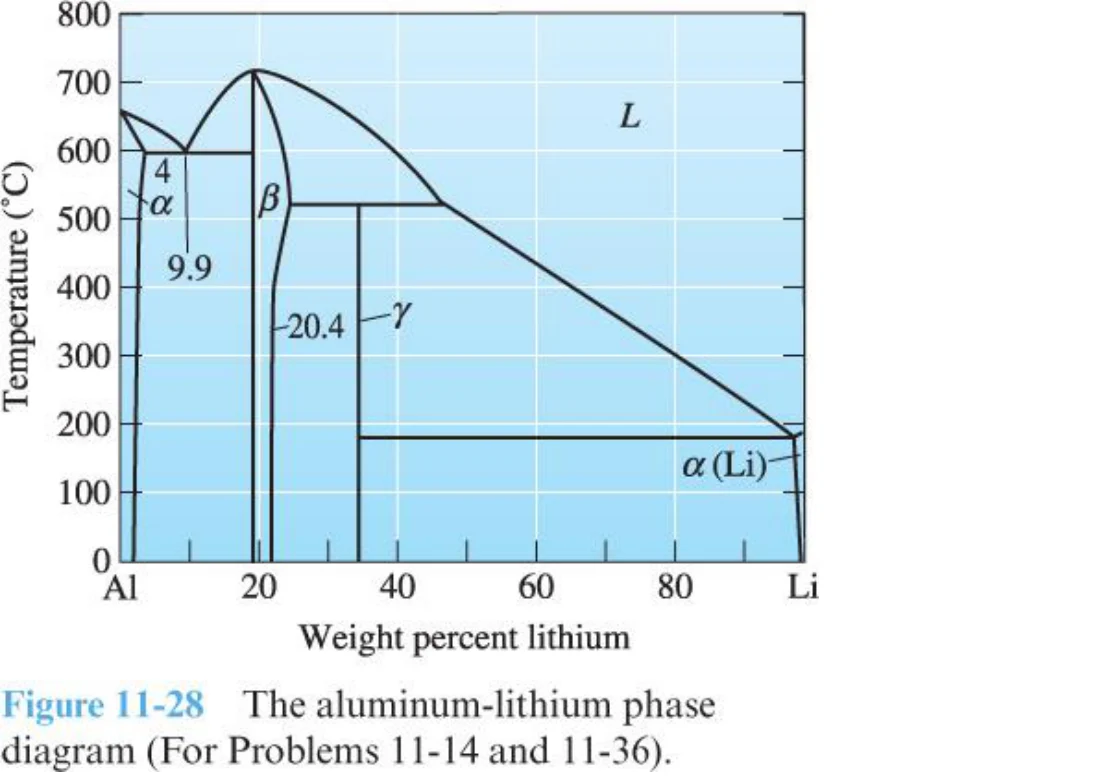 800
700
600
500
400
300
200
100
0
Temperature (°C)
L
4
α
β
9.9
20.4
γ
α (Li)
Al 20 40 60 80 Li
Weight percent lithium
Figure 11-28 The aluminum-lithium phase
diagram (For Problems 11-14 and 11-36).